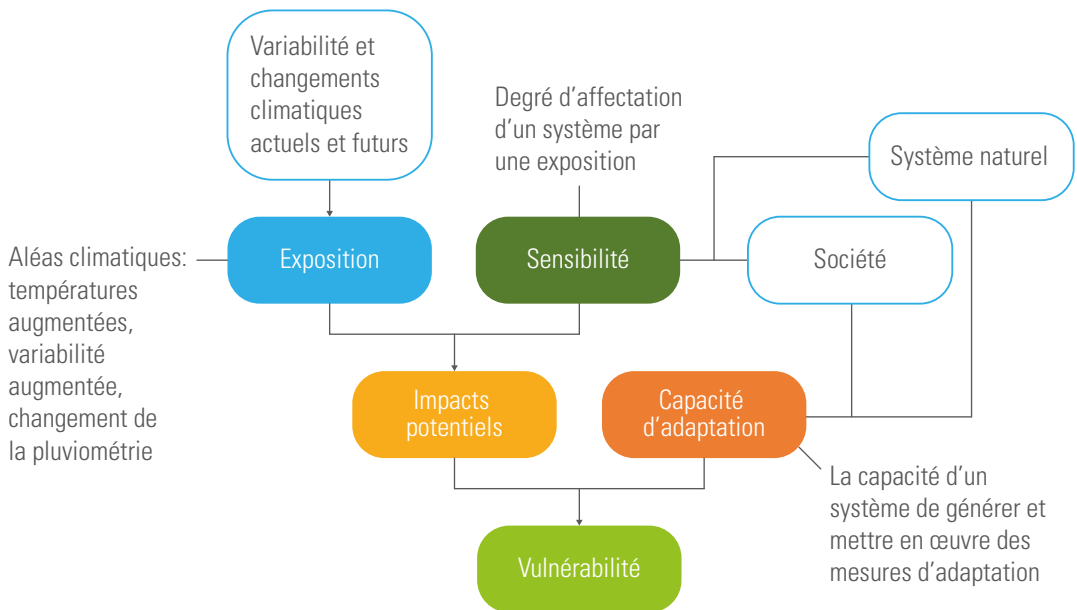 Variabilité et
changements
climatiques
actuels et futurs
Degré d’affectation
d’un système par
une exposition
Système naturel
Aléas climatiques:
températures
augmentées,
variabilité
augmentée,
changement de
la pluviométrie
Exposition
Sensibilité
Société
Impacts
potentiels
Capacité
d’adaptation
La capacité d’un
système de générer et
mettre en œuvre des
mesures d’adaptation
Vulnérabilité